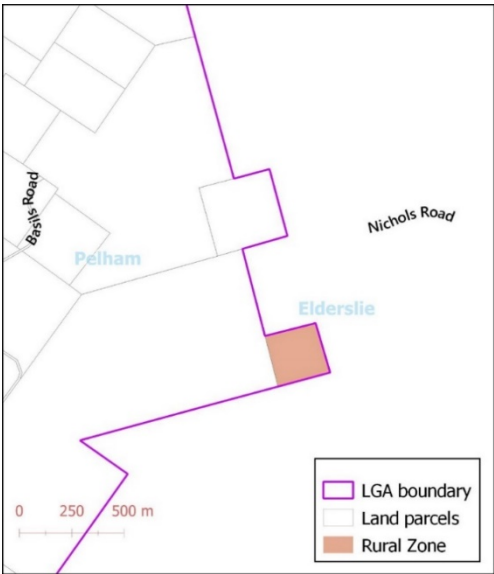 Basils Road
Nichols Road
Pelham
Elderslie
0 250 500 m
LGA boundary
Land parcels
Rural Zone